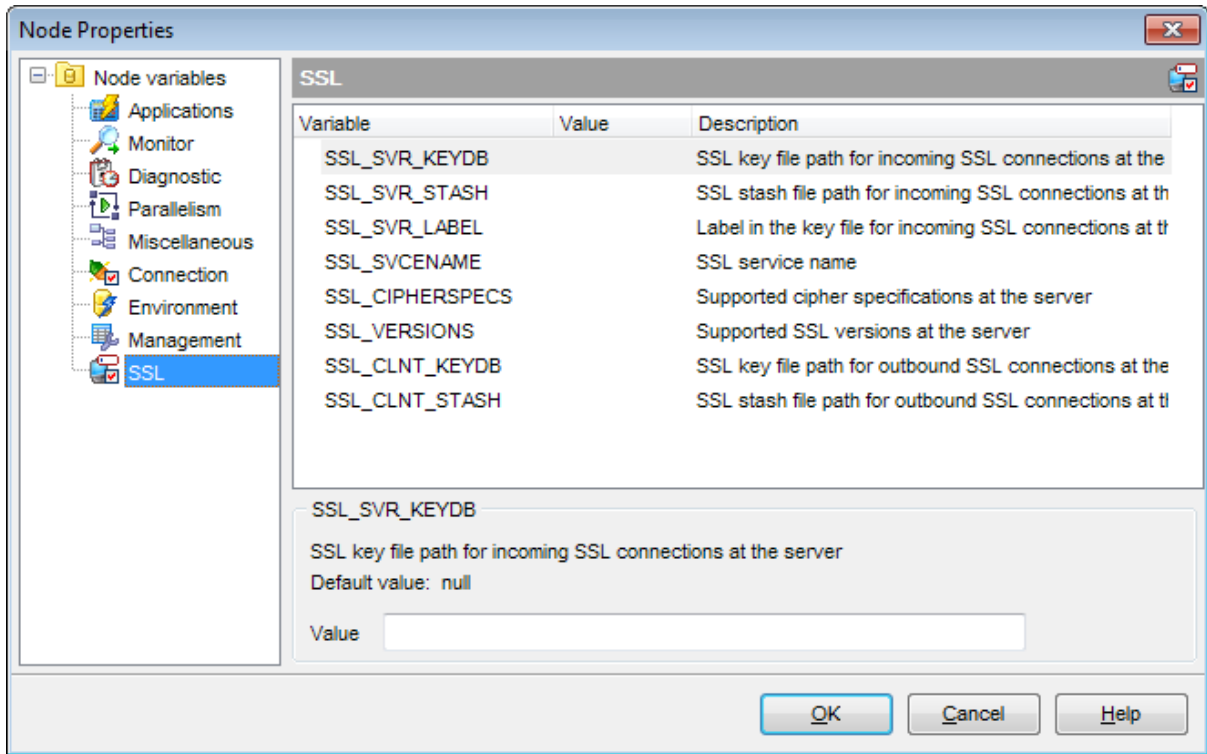 Node Properties
Node variables
Applications
Monitor
Diagnostic
Parallelism
Miscellaneous
Connection
Environment
Management
SSL
SSL
Variable Value Description
SSL_SVR_KEYDB SSL key file path for incoming SSL connections at the
SSL_SVR_STASH SSL stash file path for incoming SSL connections at th
SSL_SVR_LABEL Label in the key file for incoming SSL connections at th
SSL_SVCENAME SSL service name
SSL_CIPHERSPECS Supported cipher specifications at the server
SSL_VERSIONS Supported SSL versions at the server
SSL_CLNT_KEYDB SSL key file path for outbound SSL connections at the
SSL_CLNT_STASH SSL stash file path for outbound SSL connections at tl
SSL_SVR_KEYDB
SSL key file path for incoming SSL connections at the server
Default value: null
Value
OK Cancel Help